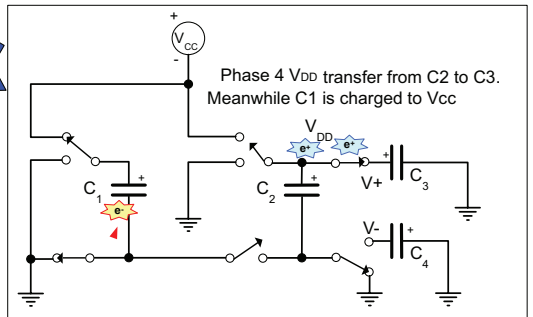 +
VCC
-
Phase 4 VDD transfer from C2 to C3.
Meanwhile C1 is charged to Vcc
VDD
e+
e+
+
C1
e-
+
C2
+
V+
C3
V-
+
C4